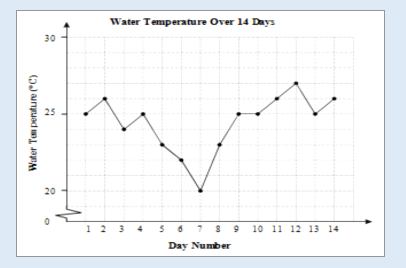 Water Temperature Over 14 Days
30
25
20
0
Water Temperature (°C)
1 2 3 4 5 6 7 8 9 10 11 12 13 14
Day Number